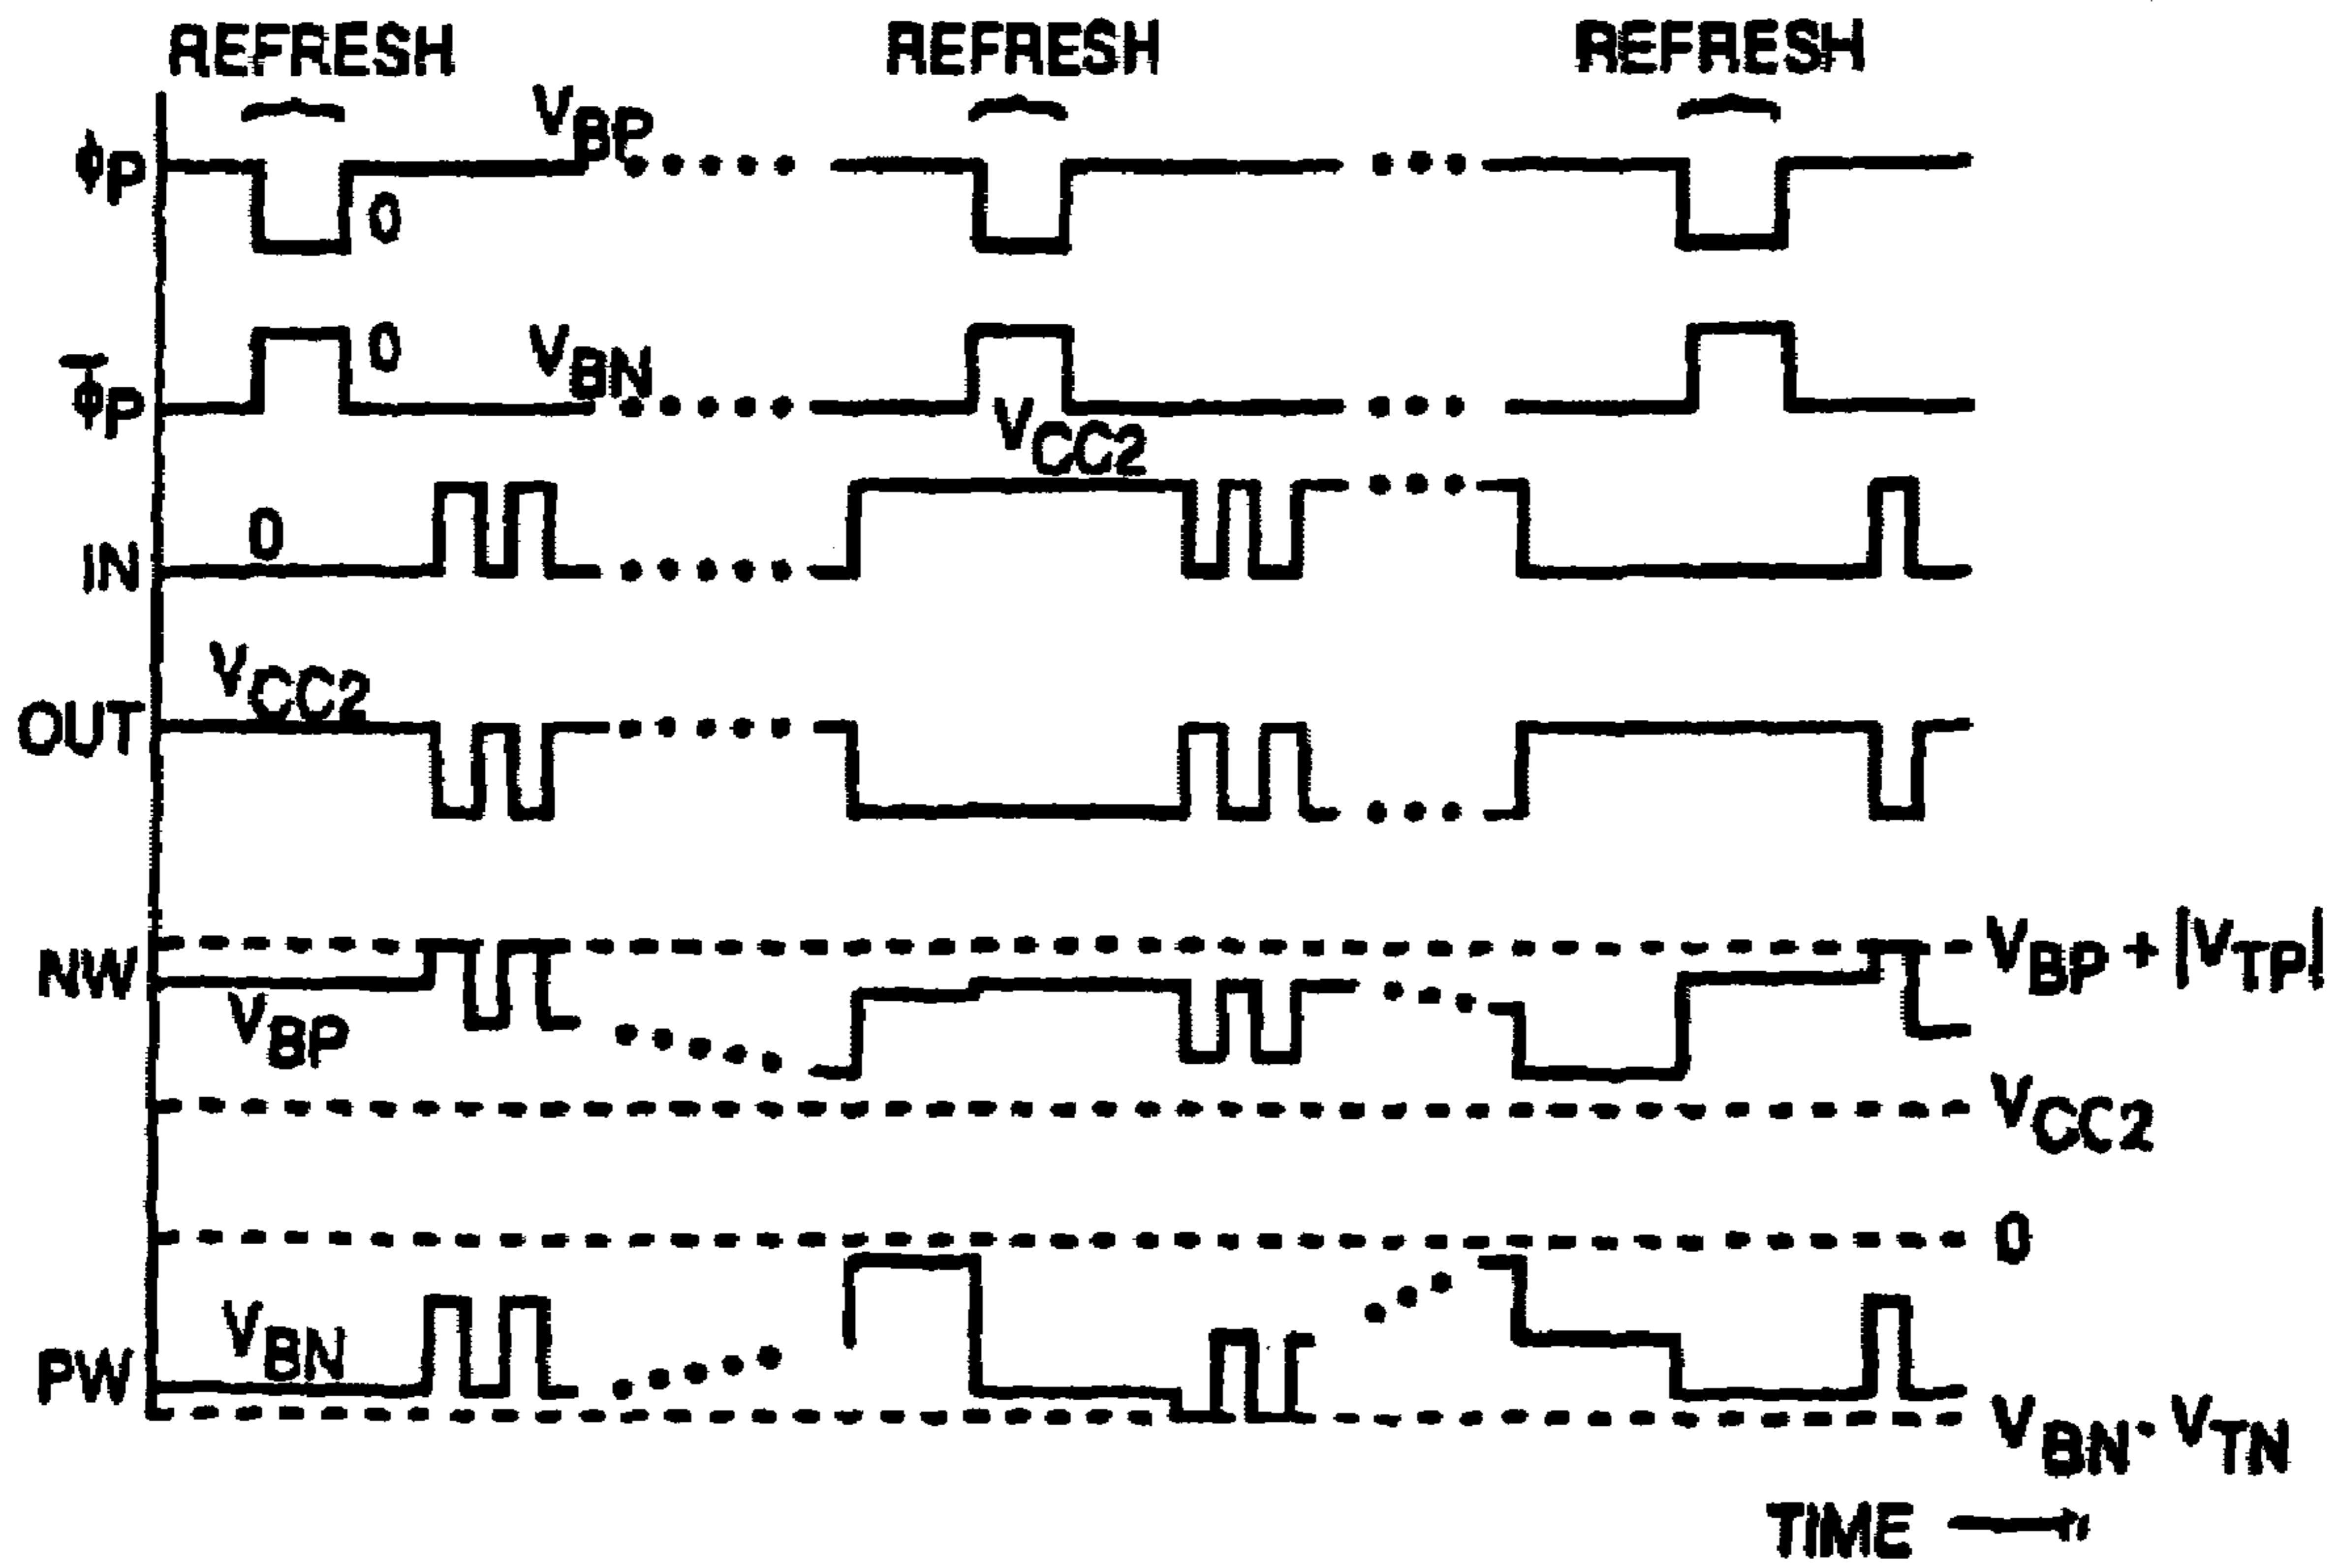 REFRESH REFRESH REFRESH
ΦP VBP
0
Φ̅P 0 VBN
IN 0 VCC2
OUT VCC2
NW VBP VBP + |VTP|
VCC2
0
PW VBN VBN · VTN
TIME →